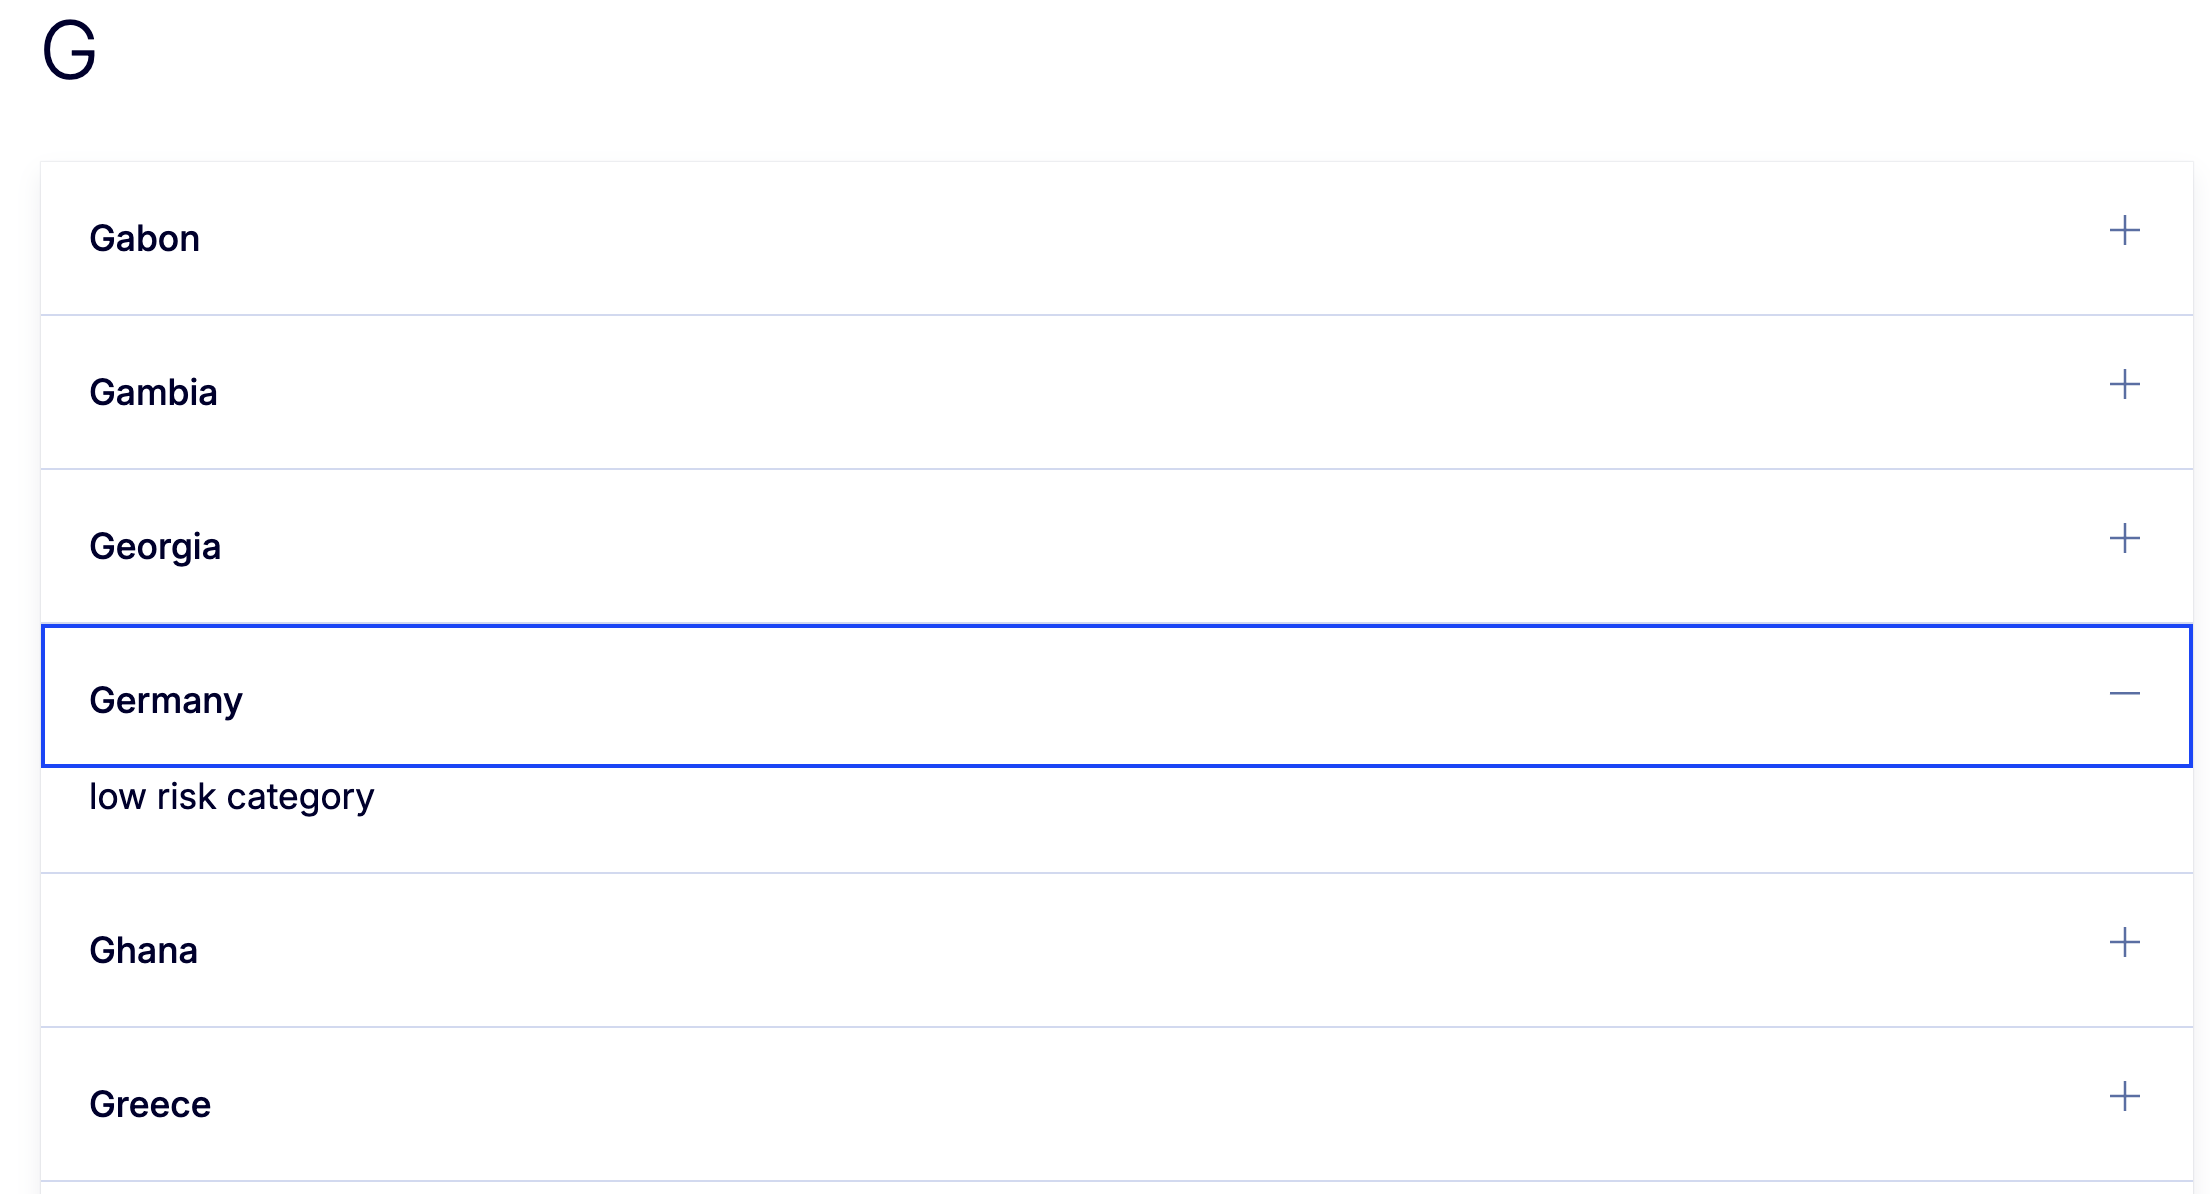 G
Gabon
Gambia
Georgia
Germany
low risk category
Ghana
Greece